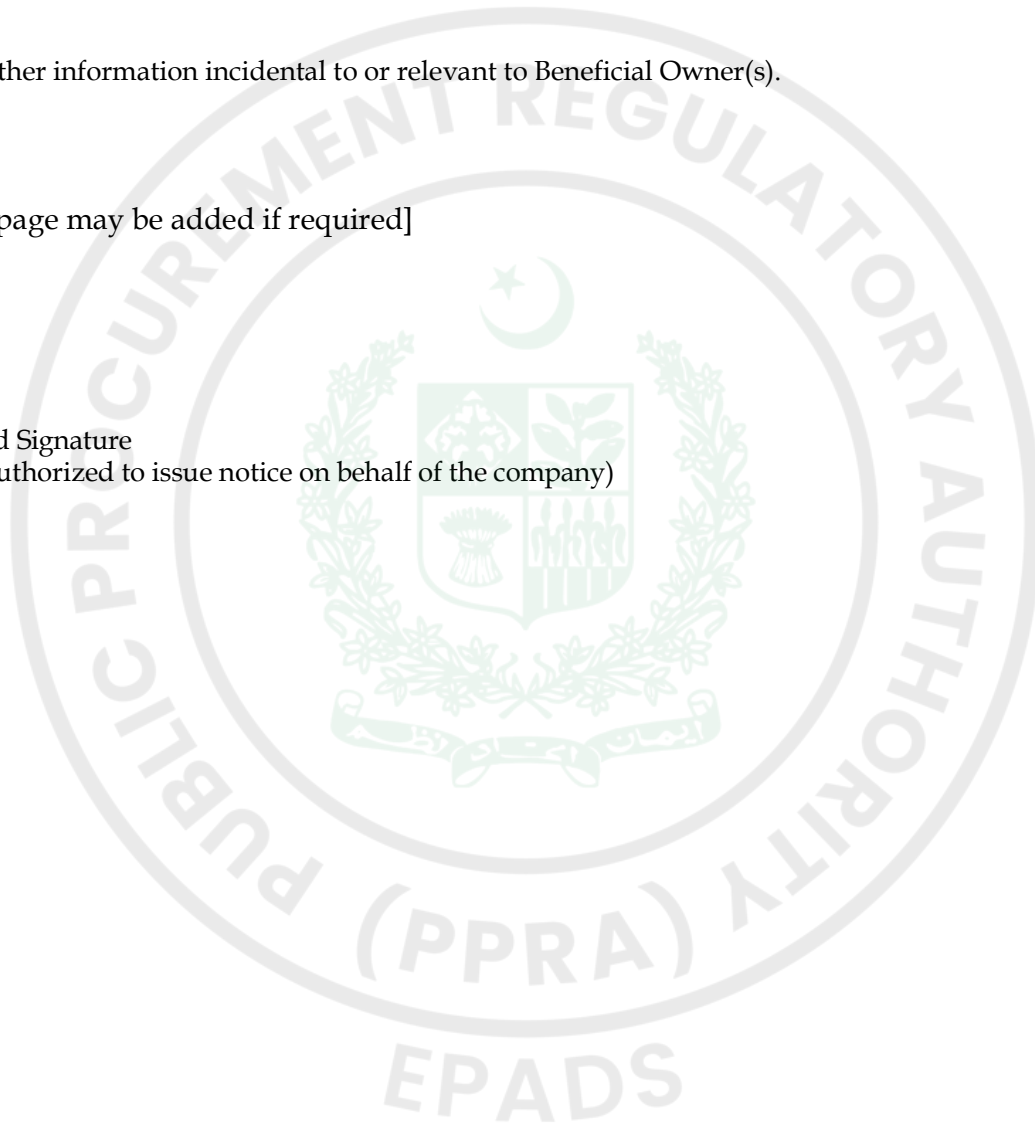 ther information incidental to or relevant to Beneficial Owner(s).
page may be added if required]
d Signature
uthorized to issue notice on behalf of the company)
PUBLIC PROCUREMENT REGULATORY AUTHORITY
(PPRA)
EPADS